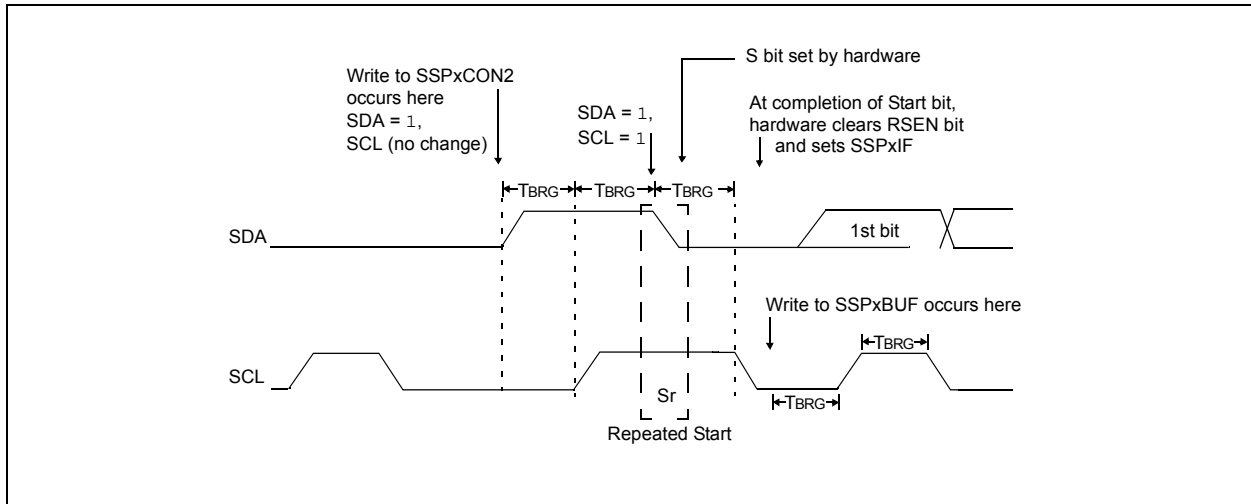 S bit set by hardware
Write to SSPxCON2
occurs here
SDA = 1,
SCL (no change)
SDA = 1,
SCL = 1
At completion of Start bit,
hardware clears RSEN bit
and sets SSPxIF
TBRG TBRG TBRG
SDA
1st bit
Write to SSPxBUF occurs here
TBRG
SCL
Sr
TBRG
Repeated Start